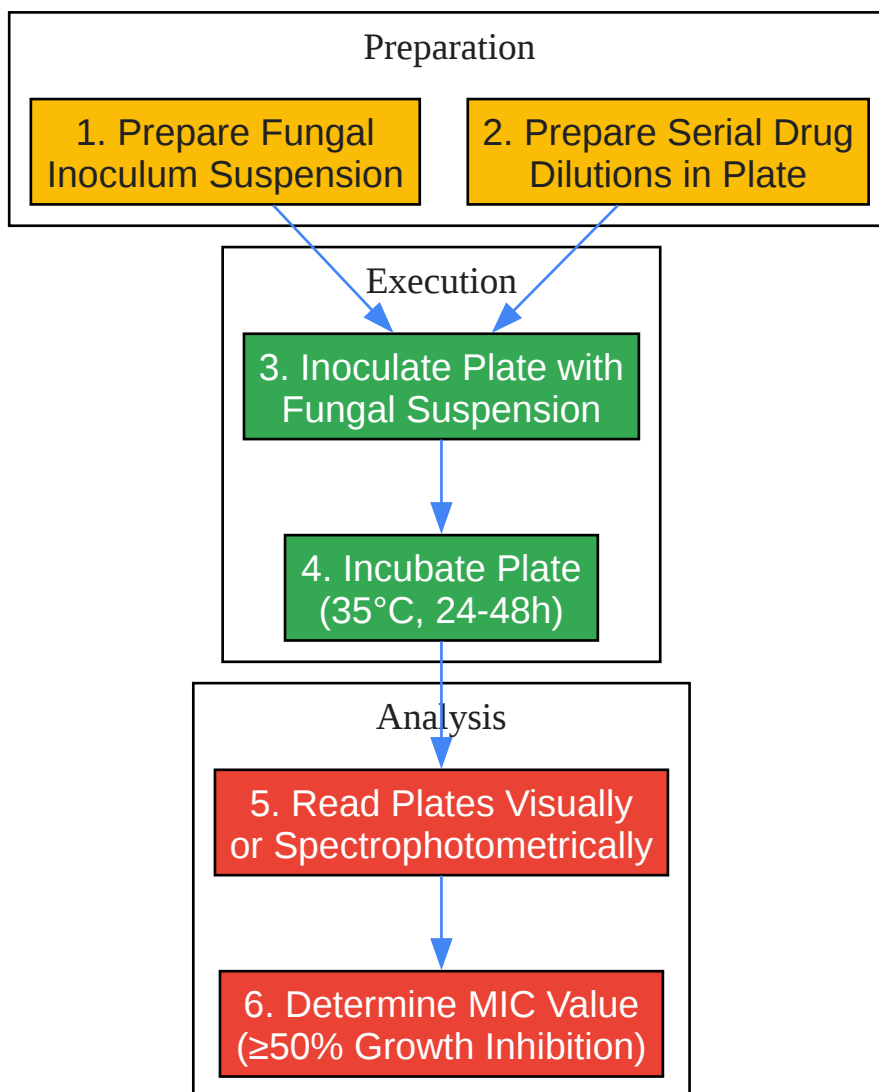 Preparation
1. Prepare Fungal
Inoculum Suspension
2. Prepare Serial Drug
Dilutions in Plate
Execution
3. Inoculate Plate with
Fungal Suspension
4. Incubate Plate
(35°C, 24-48h)
Analysis
5. Read Plates Visually
or Spectrophotometrically
6. Determine MIC Value
(≥50% Growth Inhibition)